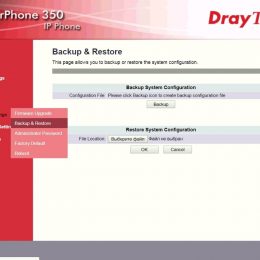 rPhone 350
IP Phone
Dray
Backup & Restore
This page allows you to backup or restore the system configuration.
Backup System Configuration
Configuration File: Please click Backup icon to create backup configuration file
Backup
Firmware Upgrade
Backup & Restore
Administrator Password
Factory Default
Reboot
Restore System Configuration
File Location: Выберите файл Файл не выбран
OK Cancel